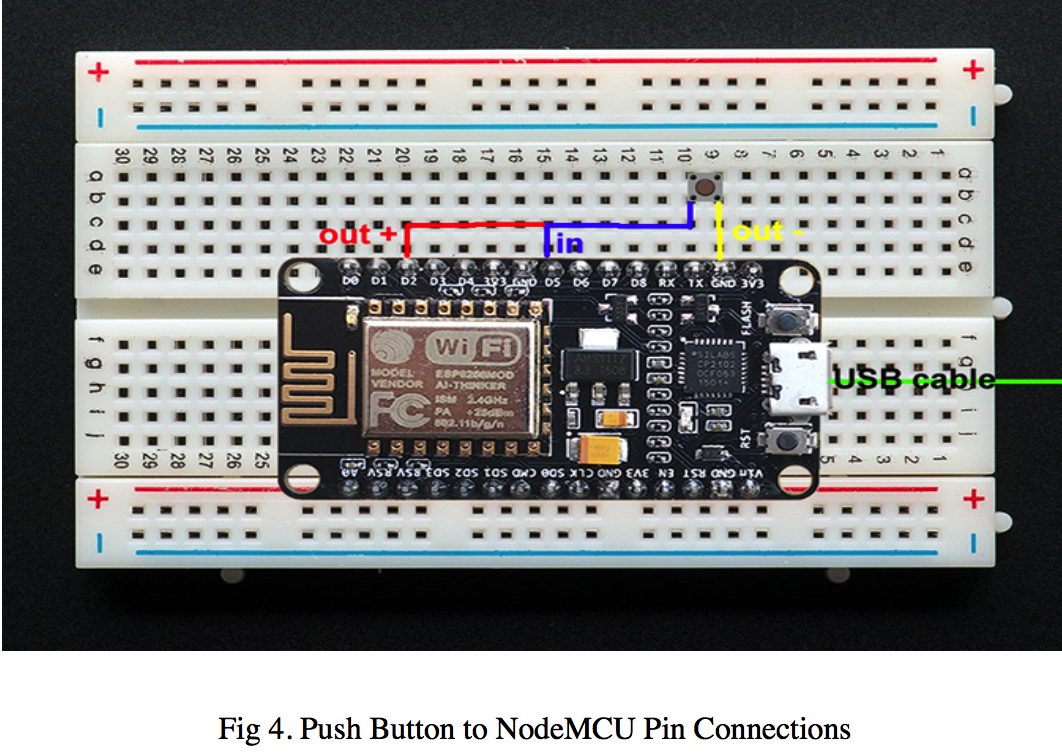 + +
- -
30 29 28 27 26 25 24 23 22 21 20 19 18 17 16 15 14 13 12 11 10 9 8 7 6 5 4 3 2 1
a a
b b
c c
out + in out -
d d
e e
D0 D1 D2 D3 D4 3V3 GND D5 D6 D7 D8 RX TX GND 3V3
FLASH
f f
g g
h
i i
j j
WiFi
MODEL ESP8266MOD
VENDOR AI-THINKER
ISM 2.4GHz
PA +25dBm
802.11b/g/n
FC
AMS1117
SILABS
CP2102
USB cable
RST
A0 RSV RSV SD3 SD2 SD1 CMD SD0 CLK GND 3V3 EN RST GND Vin
30 29 28 27 26 25 5 4 3 2 1
+ +
- -
Fig 4. Push Button to NodeMCU Pin Connections